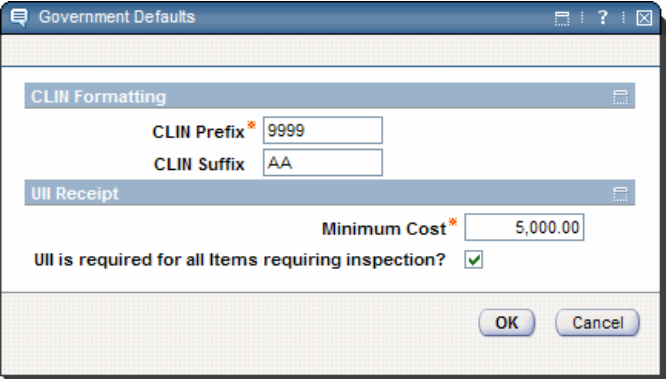 Government Defaults ?
CLIN Formatting
CLIN Prefix* 9999
CLIN Suffix AA
UII Receipt
Minimum Cost* 5,000.00
UII is required for all Items requiring inspection?
OK Cancel